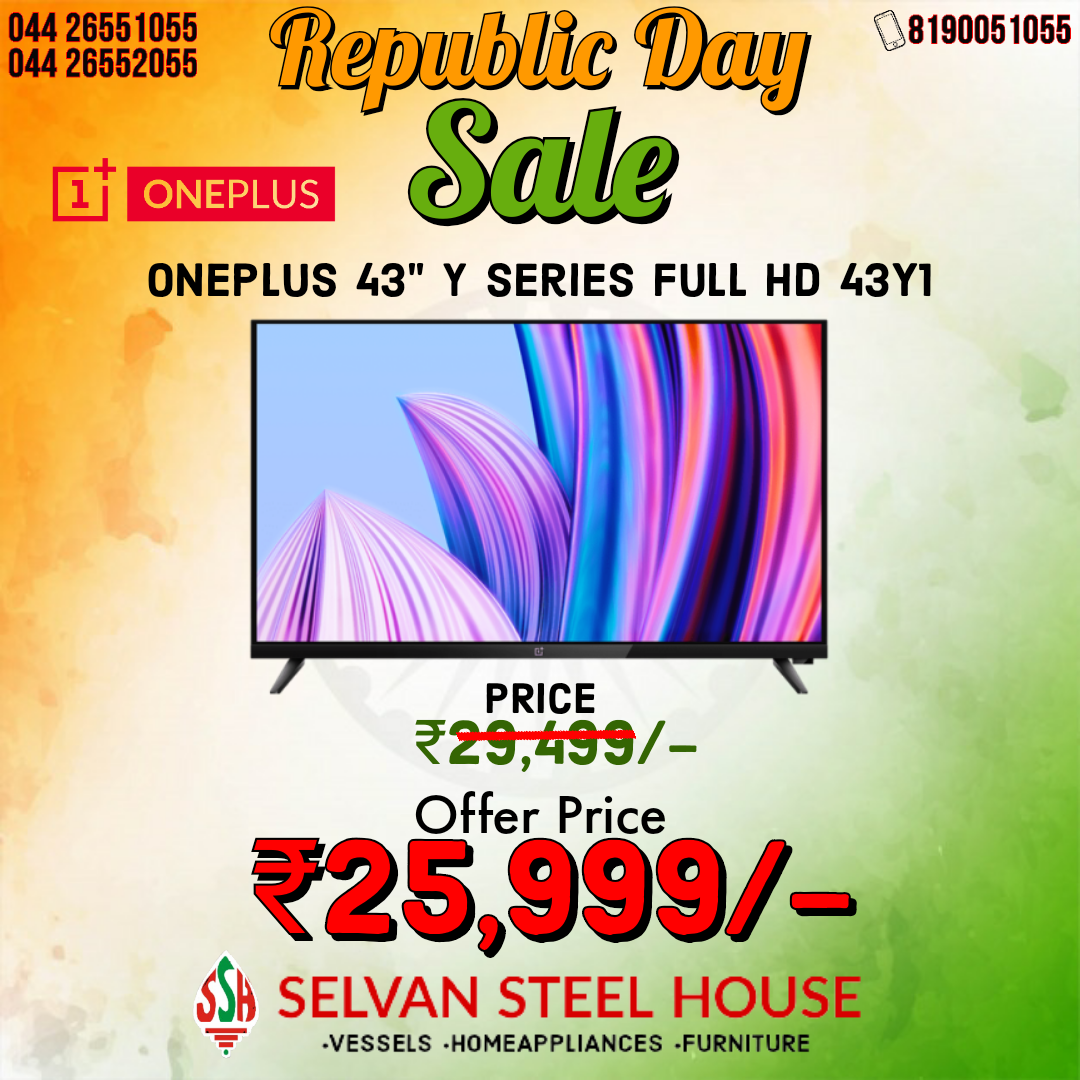 044 26551055
044 26552055
8190051055
Republic Day
Sale
1+ ONEPLUS
ONEPLUS 43" Y SERIES FULL HD 43Y1
PRICE
₹29,499/-
Offer Price
₹25,999/-
SSH
SELVAN STEEL HOUSE
·VESSELS ·HOMEAPPLIANCES ·FURNITURE